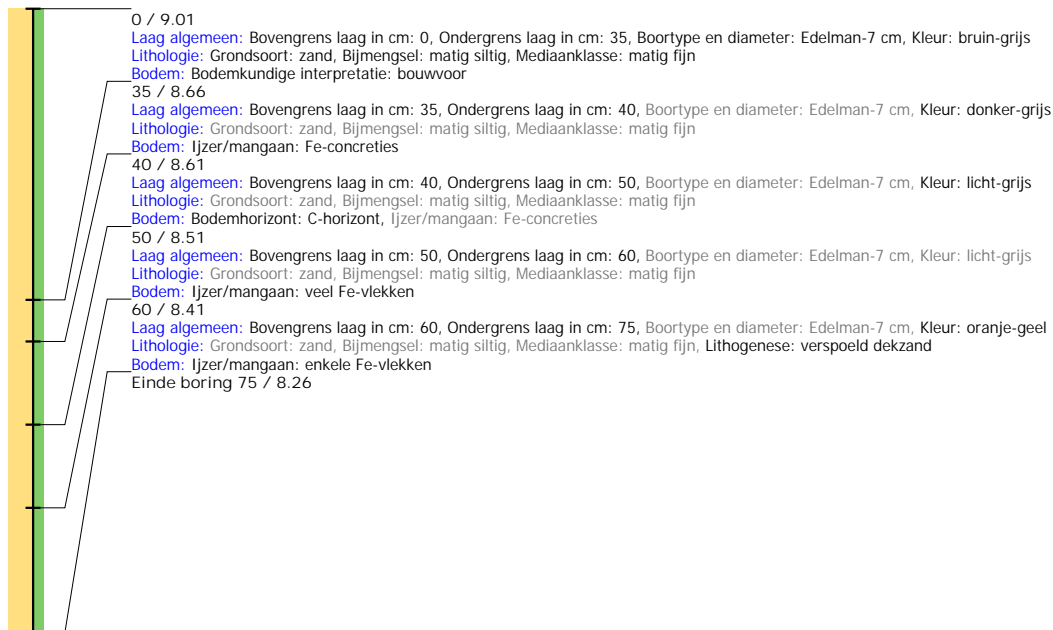 0 / 9.01
Laag algemeen: Bovengrens laag in cm: 0, Ondergrens laag in cm: 35, Boortype en diameter: Edelman-7 cm, Kleur: bruin-grijs
Lithologie: Grondsoort: zand, Bijmengsel: matig siltig, Mediaanklasse: matig fijn
Bodem: Bodemkundige interpretatie: bouwvoor
35 / 8.66
Laag algemeen: Bovengrens laag in cm: 35, Ondergrens laag in cm: 40, Boortype en diameter: Edelman-7 cm, Kleur: donker-grijs
Lithologie: Grondsoort: zand, Bijmengsel: matig siltig, Mediaanklasse: matig fijn
Bodem: Ijzer/mangaan: Fe-concreties
40 / 8.61
Laag algemeen: Bovengrens laag in cm: 40, Ondergrens laag in cm: 50, Boortype en diameter: Edelman-7 cm, Kleur: licht-grijs
Lithologie: Grondsoort: zand, Bijmengsel: matig siltig, Mediaanklasse: matig fijn
Bodem: Bodemhorizont: C-horizont, Ijzer/mangaan: Fe-concreties
50 / 8.51
Laag algemeen: Bovengrens laag in cm: 50, Ondergrens laag in cm: 60, Boortype en diameter: Edelman-7 cm, Kleur: licht-grijs
Lithologie: Grondsoort: zand, Bijmengsel: matig siltig, Mediaanklasse: matig fijn
Bodem: Ijzer/mangaan: veel Fe-vlekken
60 / 8.41
Laag algemeen: Bovengrens laag in cm: 60, Ondergrens laag in cm: 75, Boortype en diameter: Edelman-7 cm, Kleur: oranje-geel
Lithologie: Grondsoort: zand, Bijmengsel: matig siltig, Mediaanklasse: matig fijn, Lithogenese: verspoeld dekzand
Bodem: Ijzer/mangaan: enkele Fe-vlekken
Einde boring 75 / 8.26